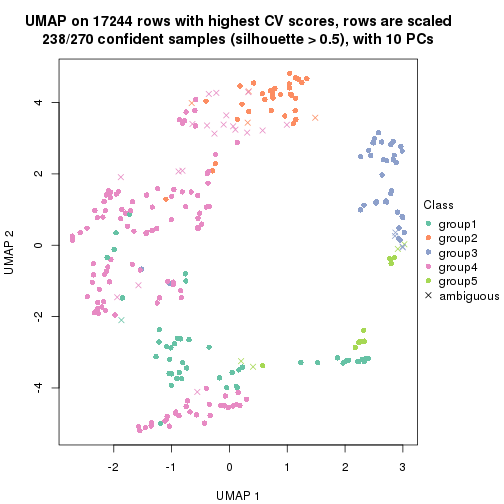 UMAP on 17244 rows with highest CV scores, rows are scaled
238/270 confident samples (silhouette > 0.5), with 10 PCs
4
2
0
-2
-4
UMAP 2
-2
-1
0
1
2
3
UMAP 1
Class
group1
group2
group3
group4
group5
ambiguous